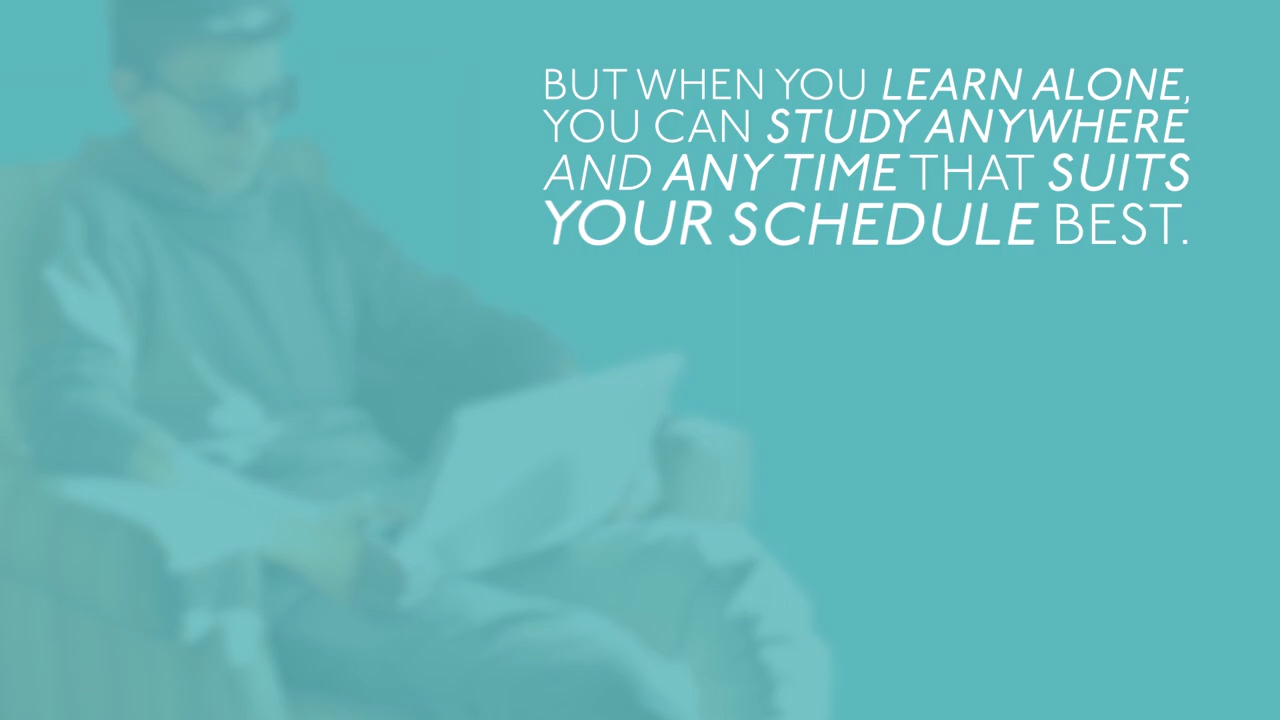 BUT WHEN YOU LEARN ALONE,
YOU CAN STUDY ANYWHERE
AND ANY TIME THAT SUITS
YOUR SCHEDULE BEST.